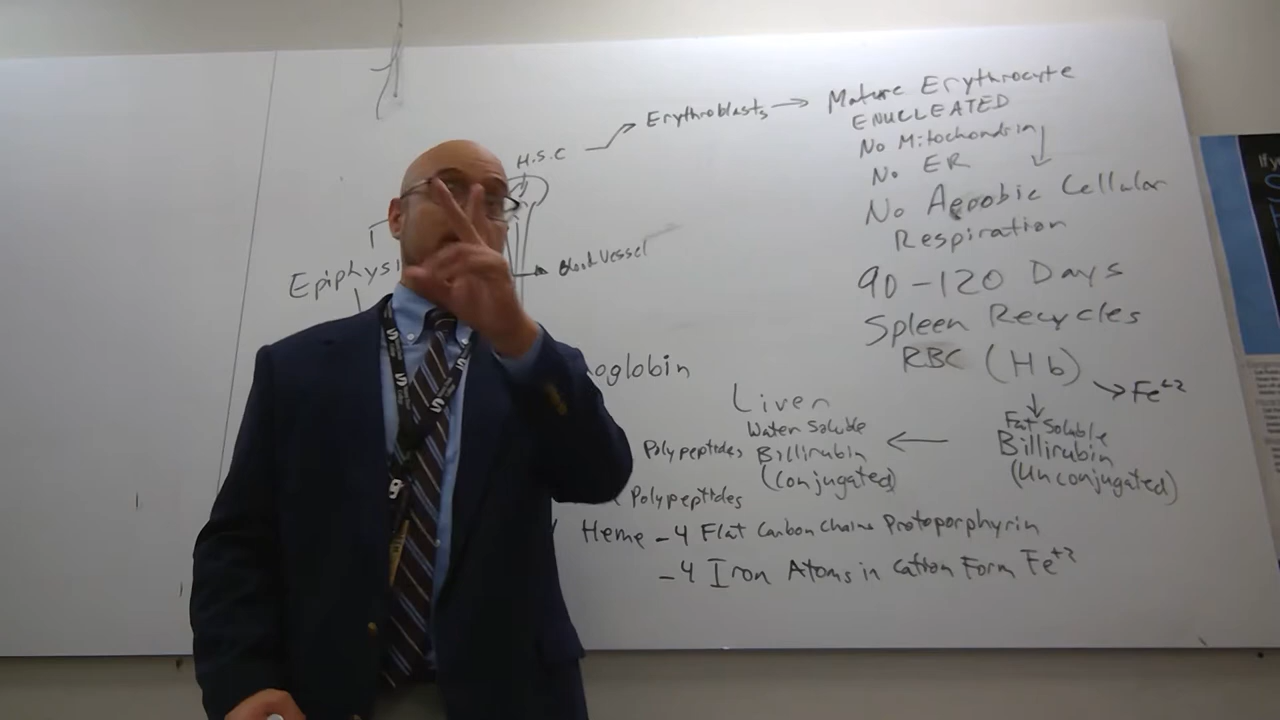 H.S.C
Erythroblasts
Mature Erythrocyte
ENUCLEATED
No Mitochondria
No ER
No Aerobic Cellular
Respiration
90-120 Days
Spleen Recycles
RBC (Hb)
Fe+2
Fat Soluble
Billirubin
(Unconjugated)
Liver
Water Soluble
Billirubin
(Conjugated)
Epiphysi
Blood Vessel
oglobin
Polypeptides
Polypeptides
Heme - 4 Flat Carbon Chains Protoporphyrin
- 4 Iron Atoms in Cation Form Fe+2